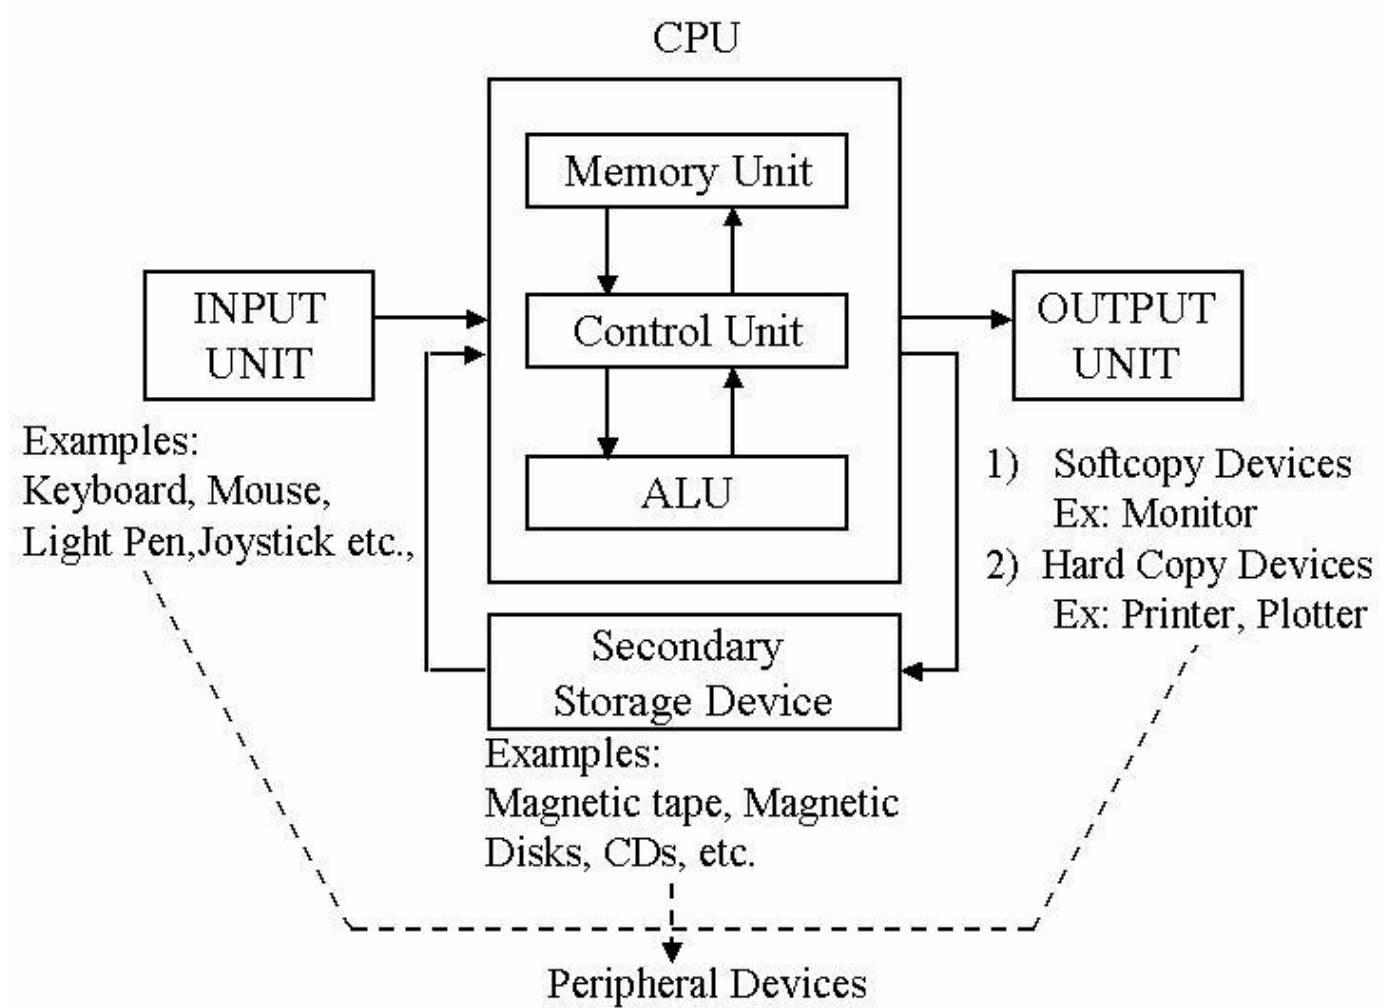 CPU
Memory Unit
Control Unit
ALU
INPUT
UNIT
Examples:
Keyboard, Mouse,
Light Pen,Joystick etc.,
OUTPUT
UNIT
1) Softcopy Devices
Ex: Monitor
2) Hard Copy Devices
Ex: Printer, Plotter
Secondary
Storage Device
Examples:
Magnetic tape, Magnetic
Disks, CDs, etc.
Peripheral Devices